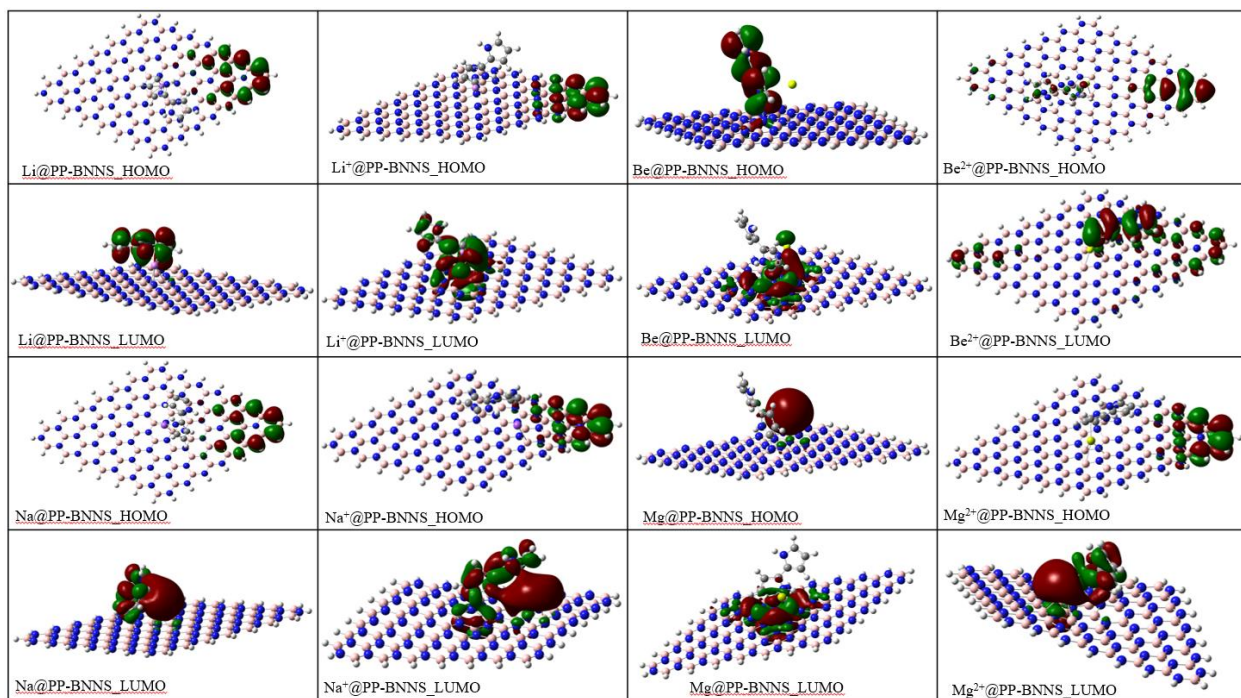 Li@PP-BNNS_HOMO
Li⁺@PP-BNNS_HOMO
Be@PP-BNNS_HOMO
Be²⁺@PP-BNNS_HOMO
Li@PP-BNNS_LUMO
Li⁺@PP-BNNS_LUMO
Be@PP-BNNS_LUMO
Be²⁺@PP-BNNS_LUMO
Na@PP-BNNS_HOMO
Na⁺@PP-BNNS_HOMO
Mg@PP-BNNS_HOMO
Mg²⁺@PP-BNNS_HOMO
Na@PP-BNNS_LUMO
Na⁺@PP-BNNS_LUMO
Mg@PP-BNNS_LUMO
Mg²⁺@PP-BNNS_LUMO